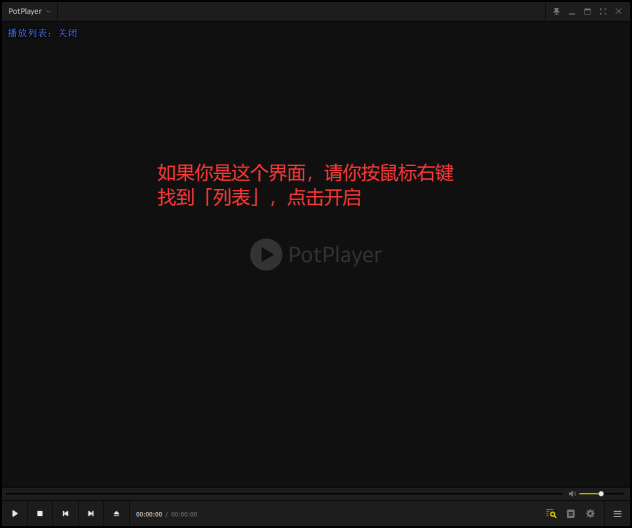 PotPlayer
播放列表：关闭
如果你是这个界面，请你按鼠标右键
找到「列表」，点击开启
PotPlayer
00:00:00 / 00:00:00